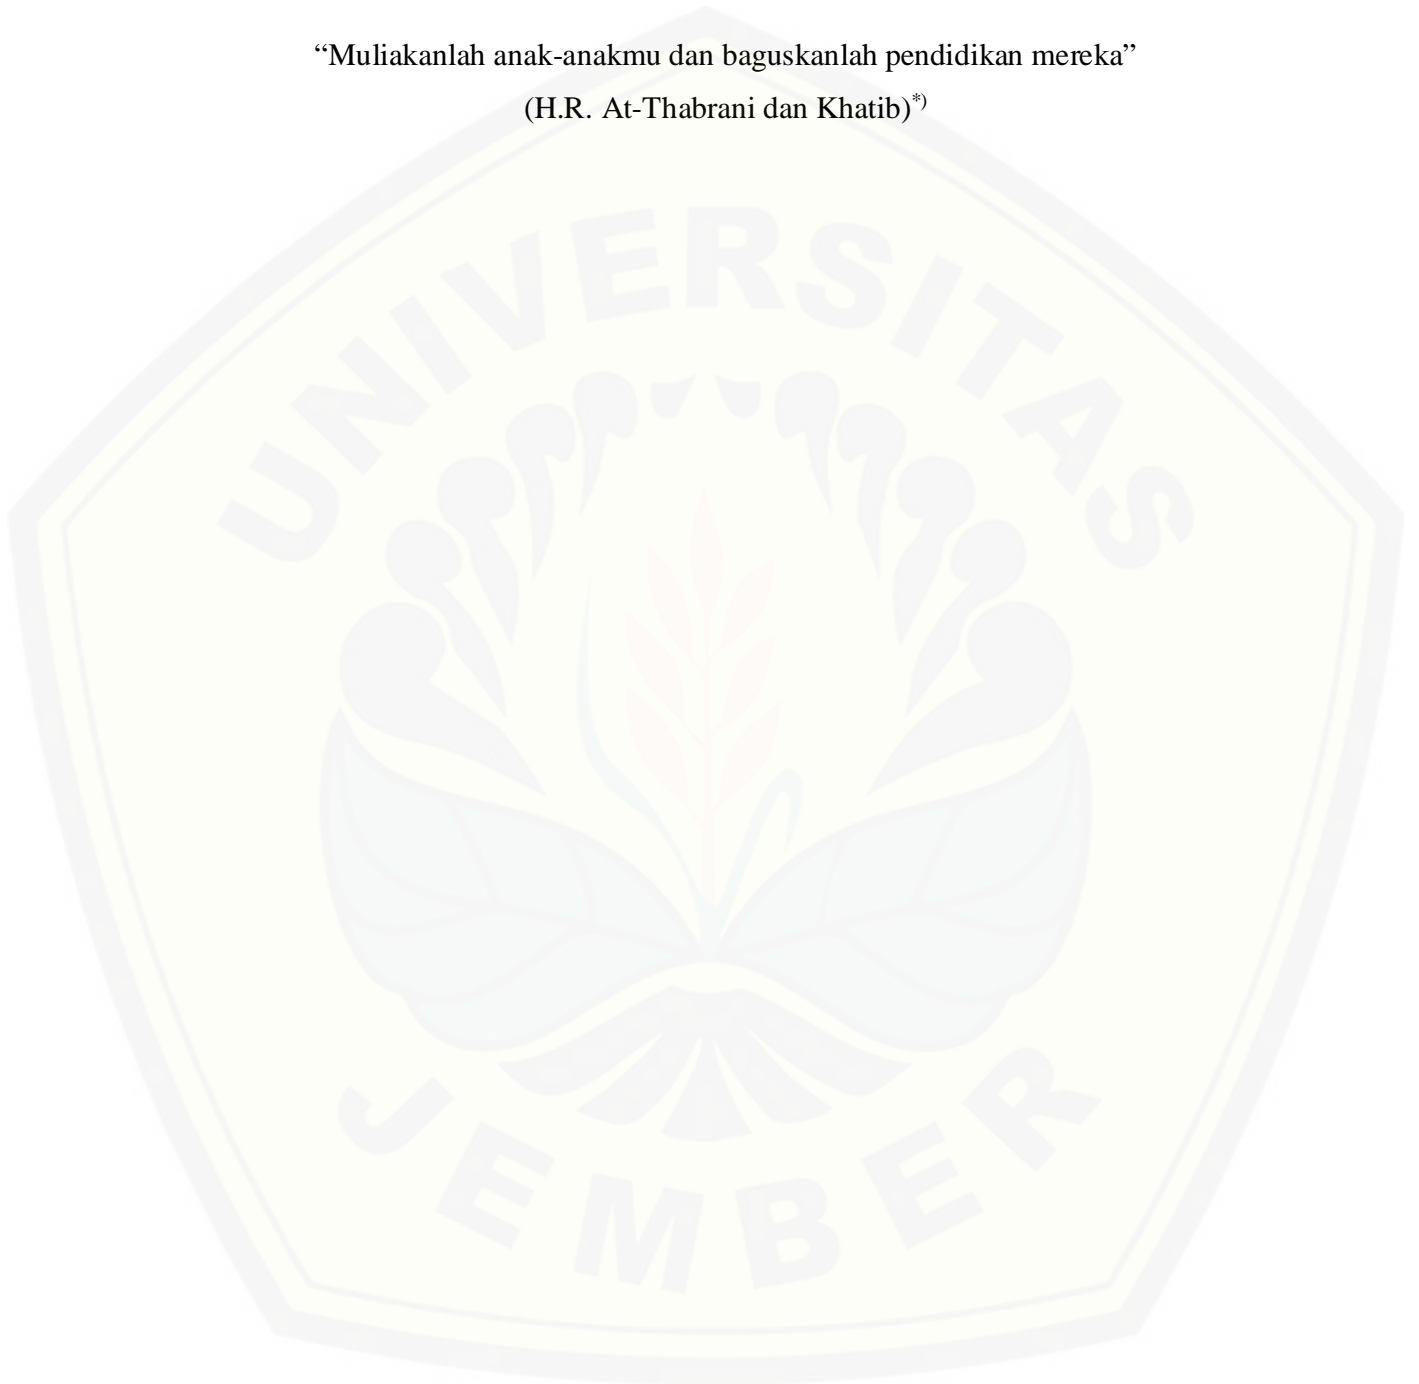 “Muliakanlah anak-anakmu dan baguskanlah pendidikan mereka”
(H.R. At-Thabrani dan Khatib)*)
UNIVERSITAS
JEMBER